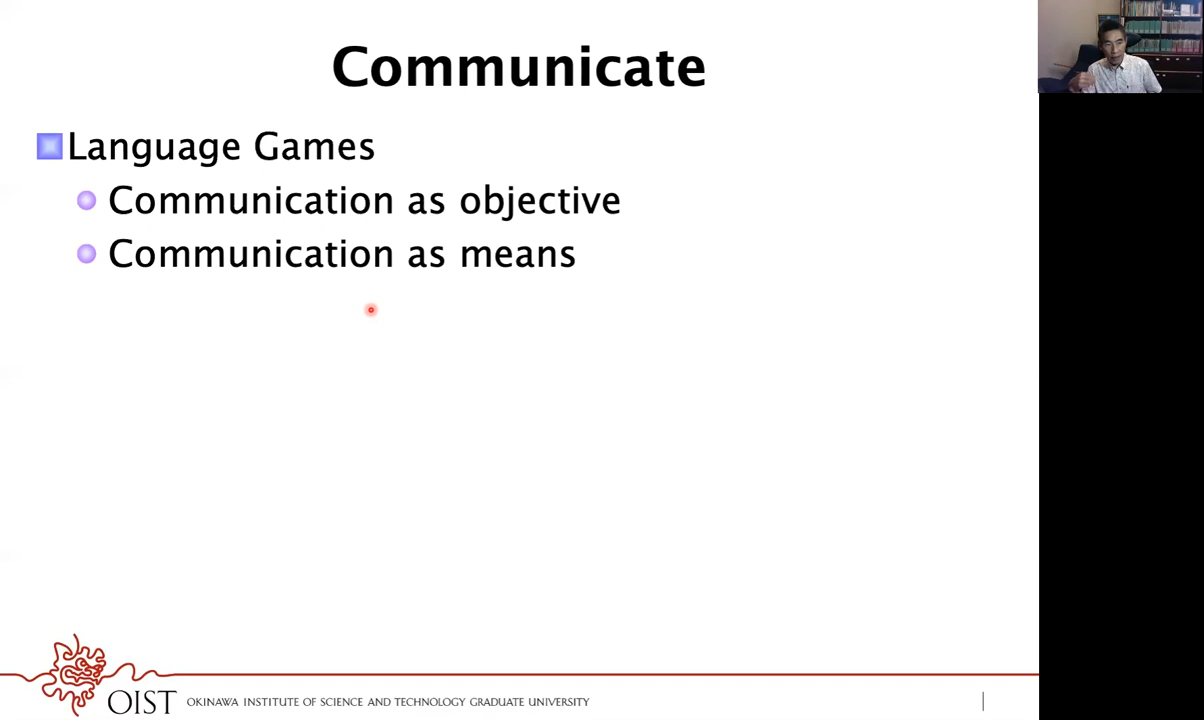 Communicate
Language Games
Communication as objective
Communication as means
OIST OKINAWA INSTITUTE OF SCIENCE AND TECHNOLOGY GRADUATE UNIVERSITY